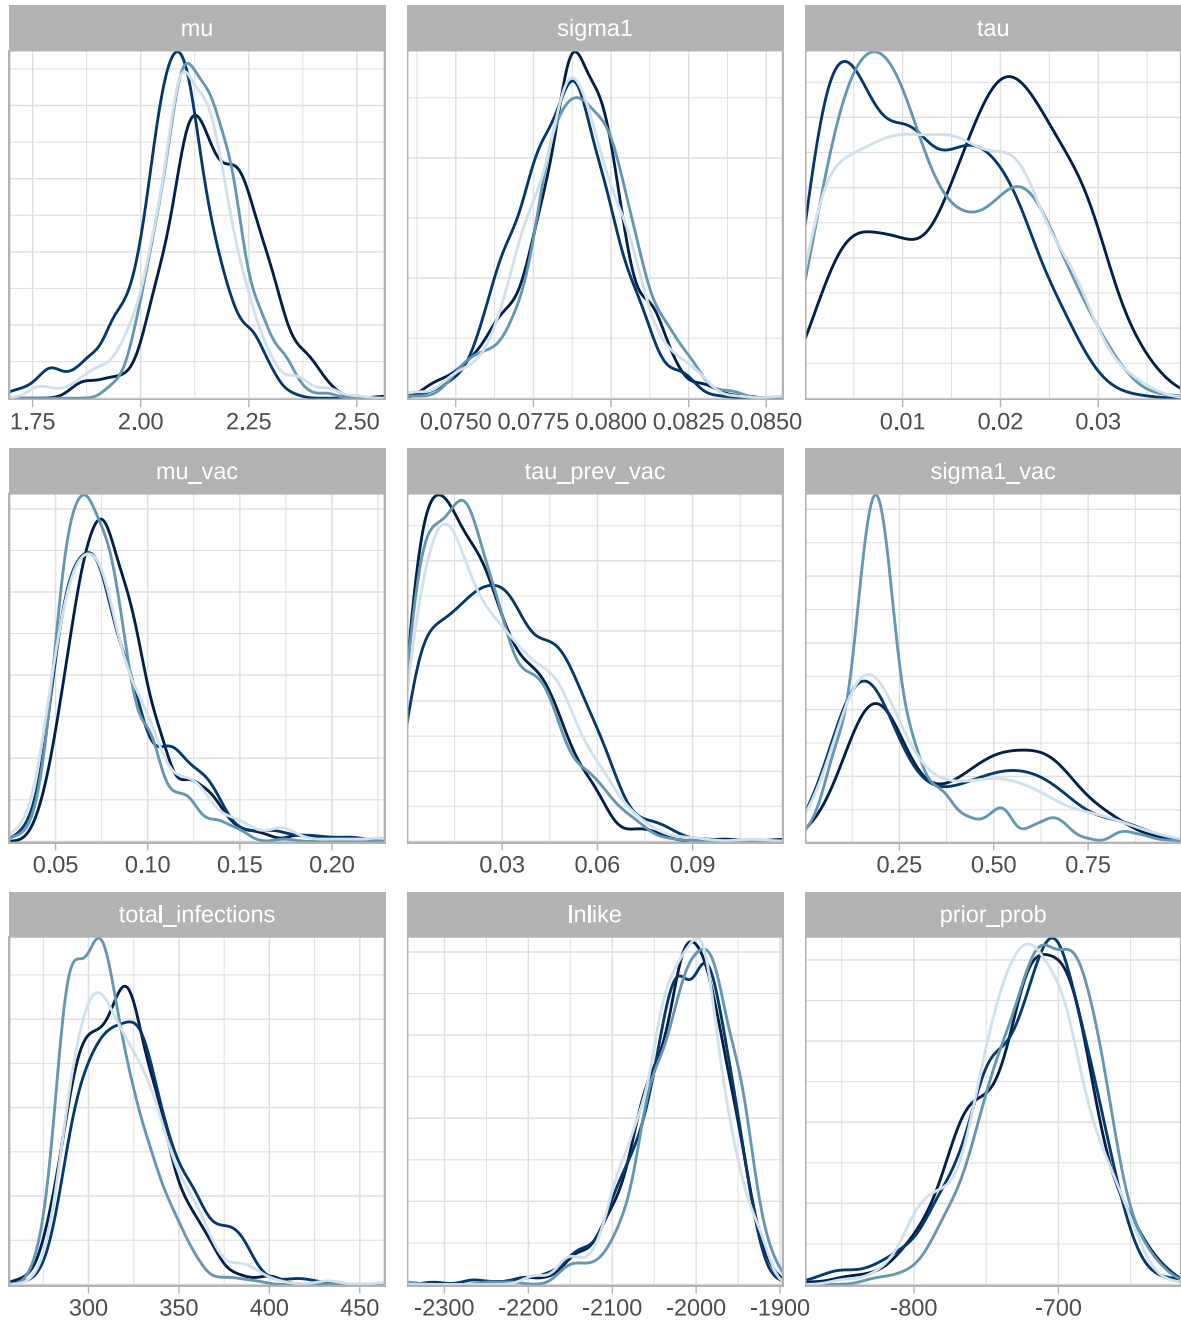 mu sigma1 tau
1.75 2.00 2.25 2.50 0.0750 0.0775 0.0800 0.0825 0.0850 0.01 0.02 0.03
mu_vac tau_prev_vac sigma1_vac
0.05 0.10 0.15 0.20 0.03 0.06 0.09 0.25 0.50 0.75
total_infections lnlike prior_prob
300 350 400 450 -2300 -2200 -2100 -2000 -1900 -800 -700